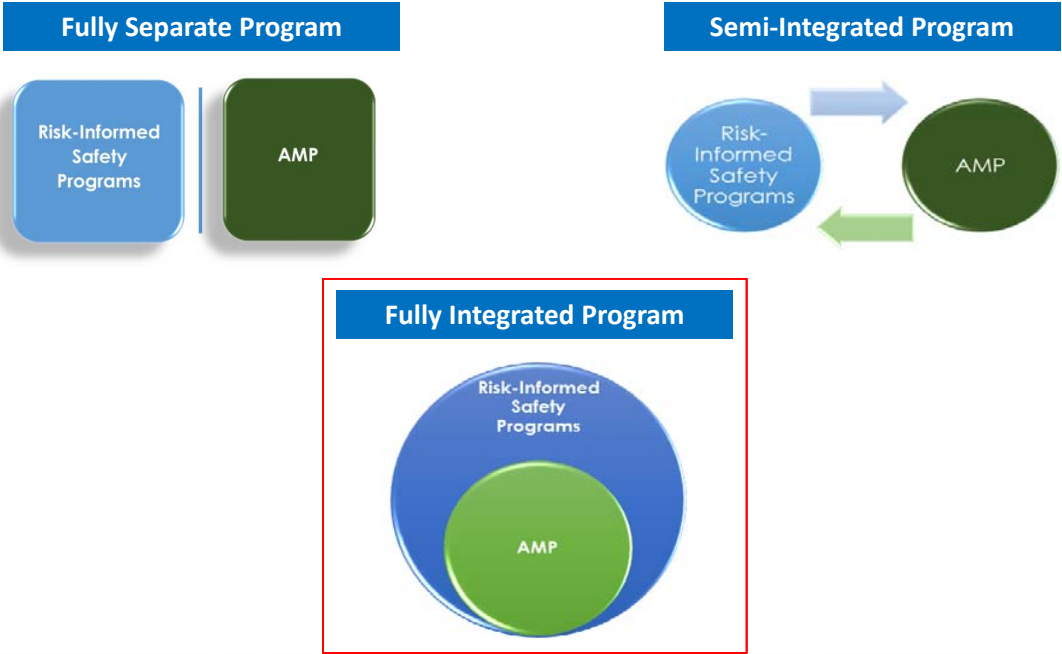 Fully Separate Program
Semi-Integrated Program
Risk-Informed
Safety
Programs
AMP
Risk-
Informed
Safety
Programs
AMP
Fully Integrated Program
Risk-Informed
Safety
Programs
AMP